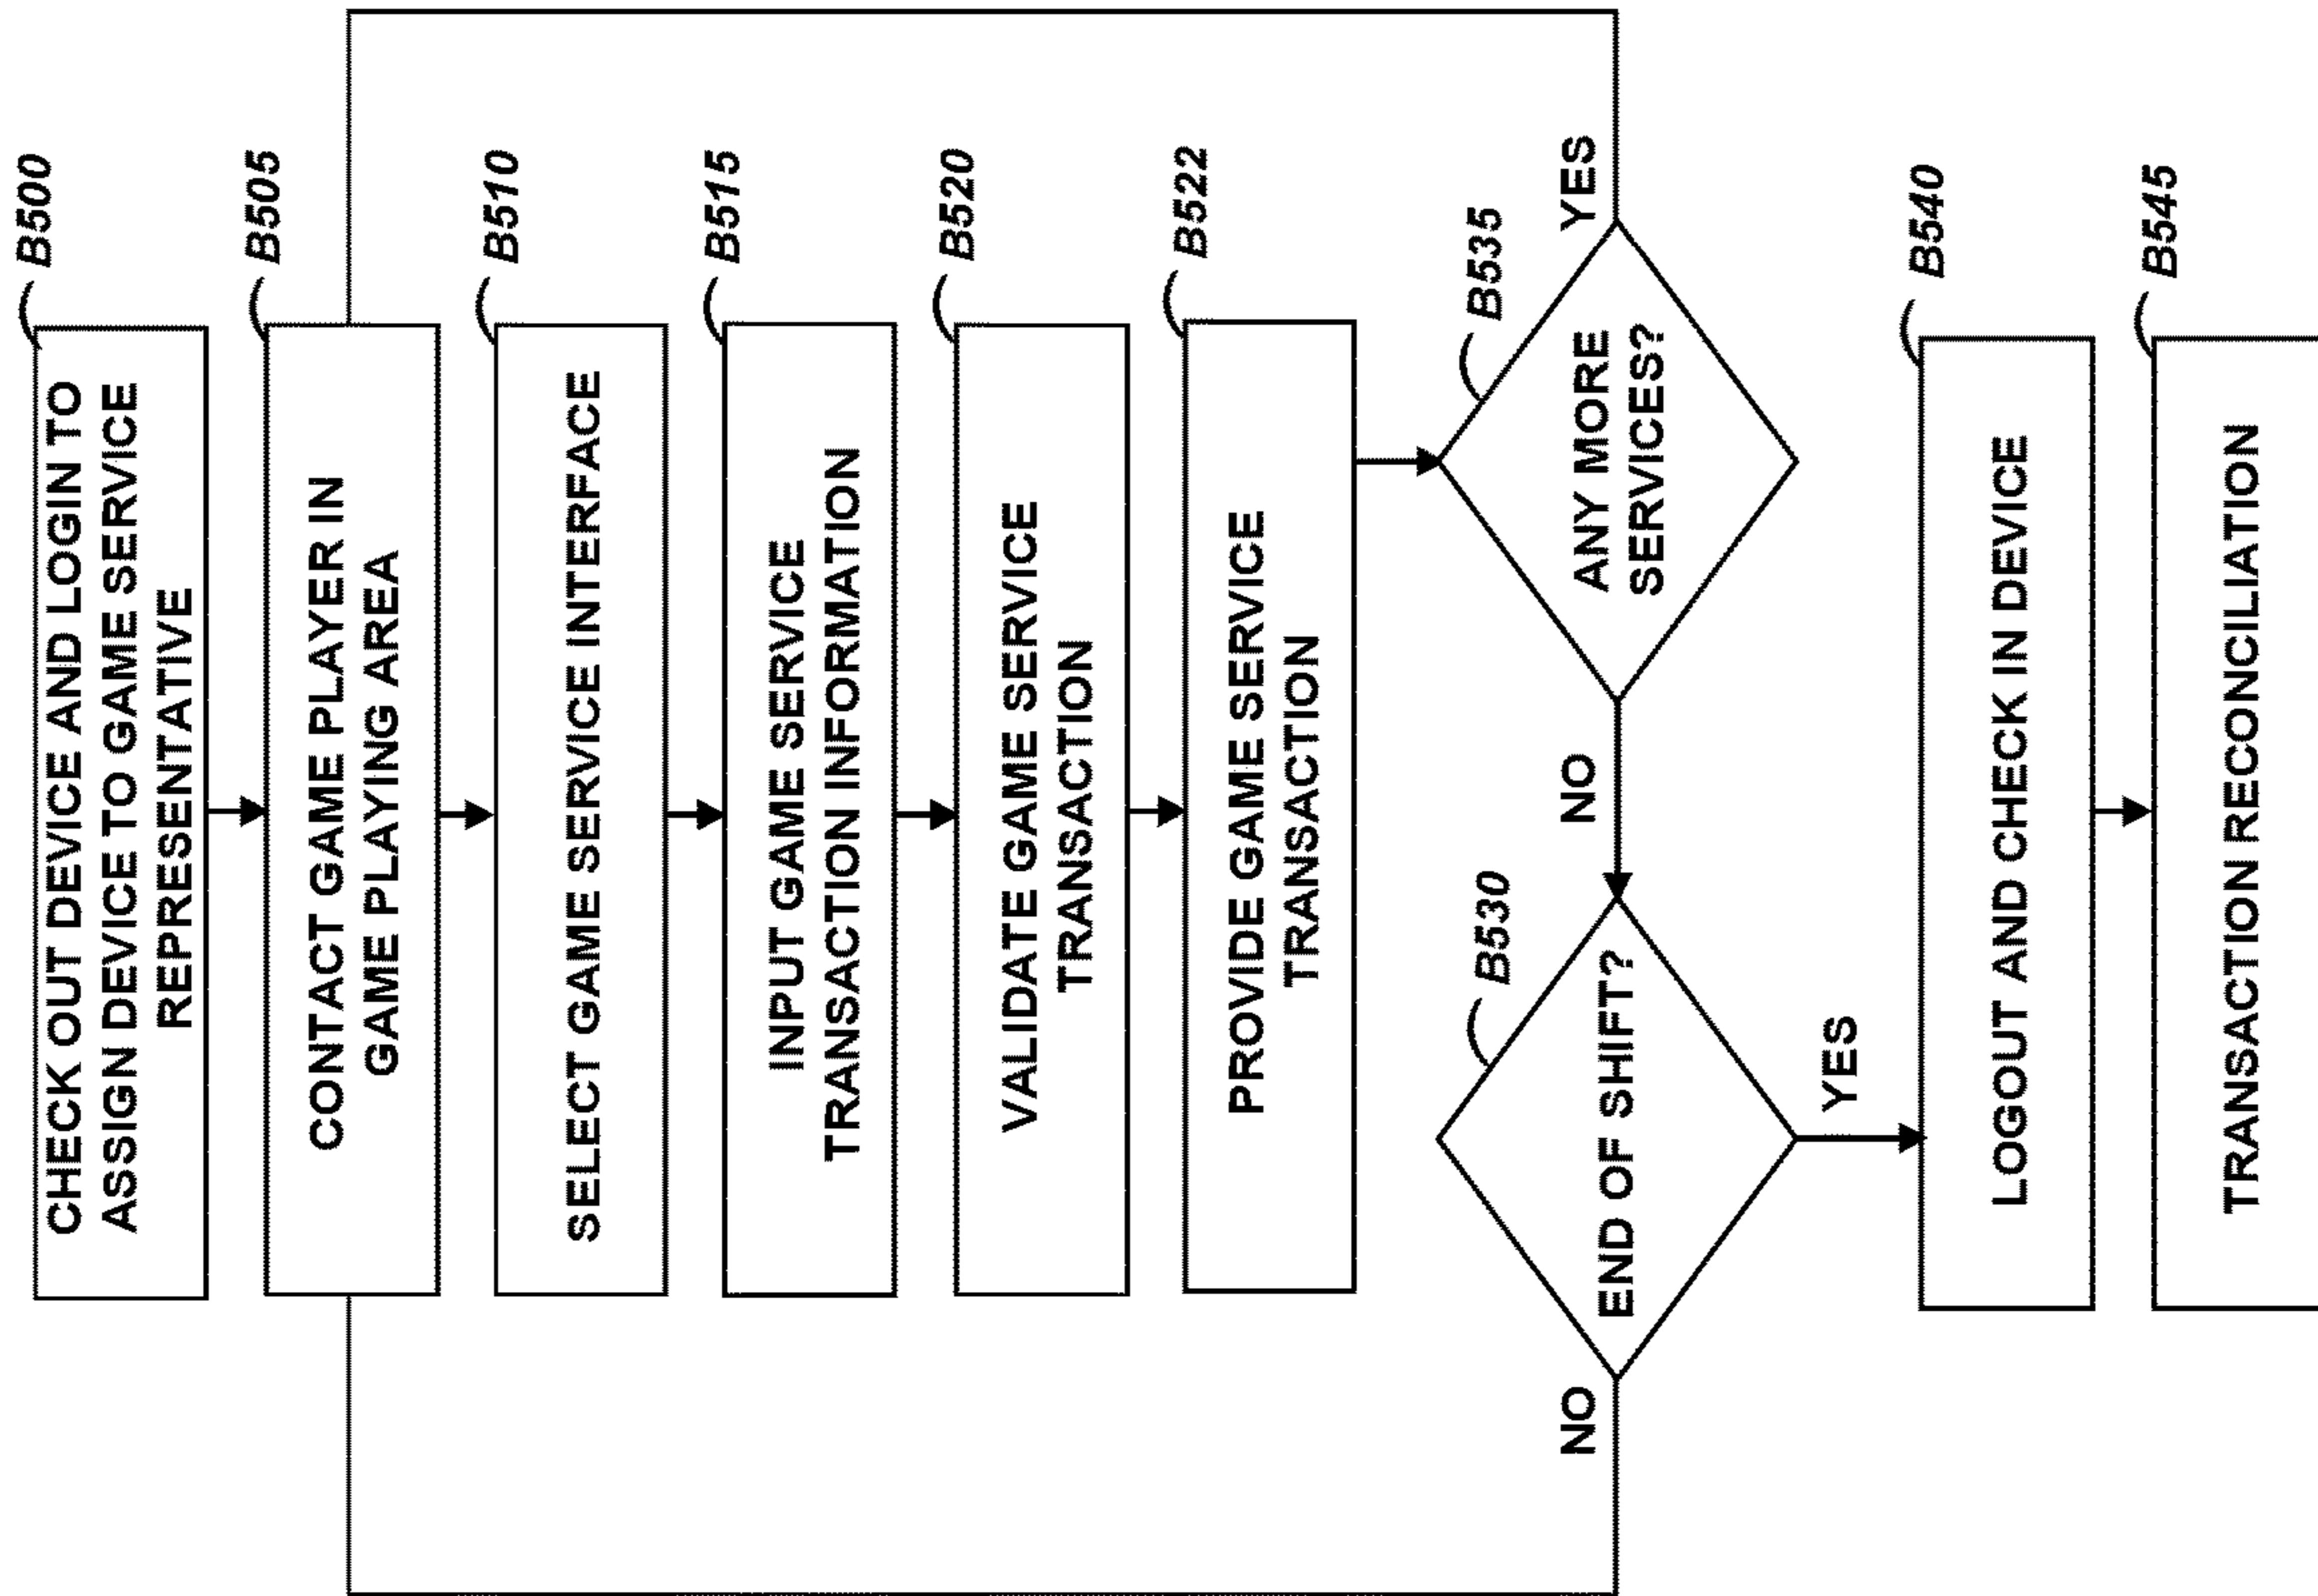 B500
CHECK OUT DEVICE AND LOGIN TO
ASSIGN DEVICE TO GAME SERVICE
REPRESENTATIVE
B505
CONTACT GAME PLAYER IN
GAME PLAYING AREA
B510
SELECT GAME SERVICE INTERFACE
B515
INPUT GAME SERVICE
TRANSACTION INFORMATION
B520
VALIDATE GAME SERVICE
TRANSACTION
B522
PROVIDE GAME SERVICE
TRANSACTION
B535
ANY MORE
SERVICES?
YES
NO
B530
END OF SHIFT?
NO
YES
B540
LOGOUT AND CHECK IN DEVICE
B545
TRANSACTION RECONCILIATION